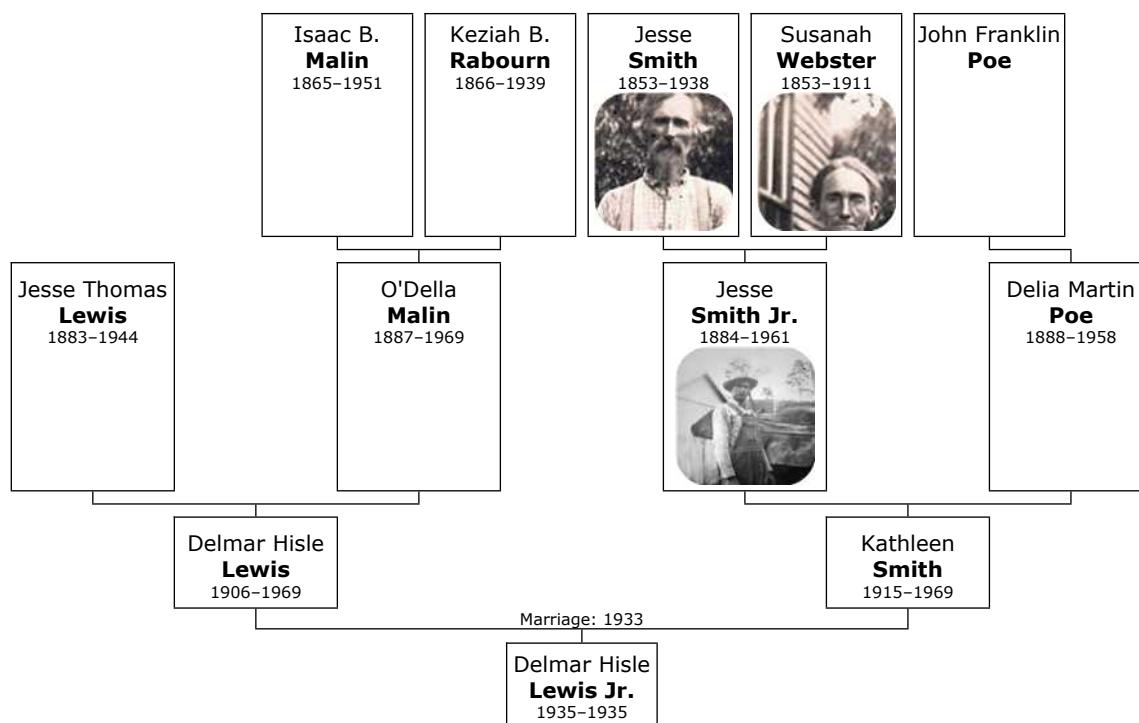 Isaac B.
Malin
1865–1951
Keziah B.
Rabourn
1866–1939
Jesse
Smith
1853–1938
Susanah
Webster
1853–1911
John Franklin
Poe
Jesse Thomas
Lewis
1883–1944
O'Della
Malin
1887–1969
Jesse
Smith Jr.
1884–1961
Delia Martin
Poe
1888–1958
Delmar Hisle
Lewis
1906–1969
Kathleen
Smith
1915–1969
Marriage: 1933
Delmar Hisle
Lewis Jr.
1935–1935